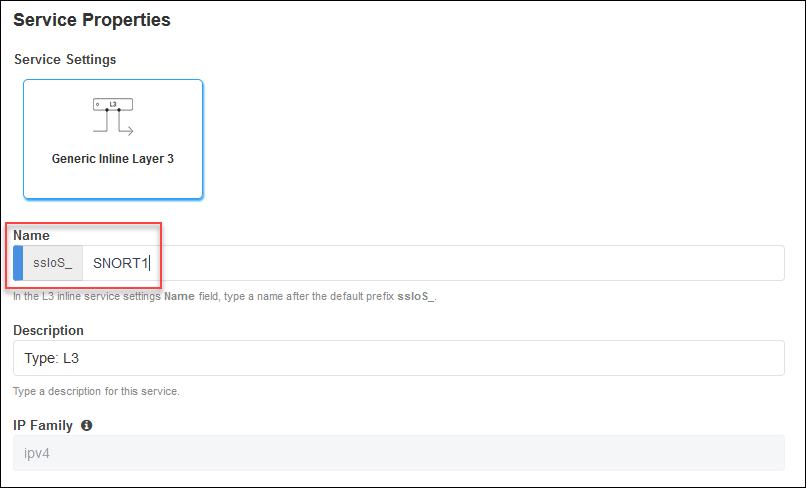 Service Properties
Service Settings
L3
Generic Inline Layer 3
Name
ssloS_ SNORT1
In the L3 inline service settings Name field, type a name after the default prefix ssloS_.
Description
Type: L3
Type a description for this service.
IP Family
ipv4